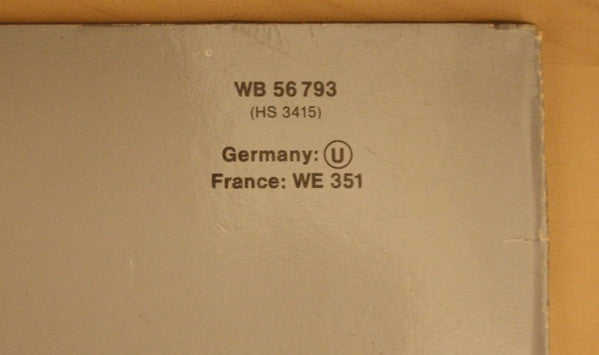 WB 56 793
(HS 3415)
Germany: Ⓤ
France: WE 351